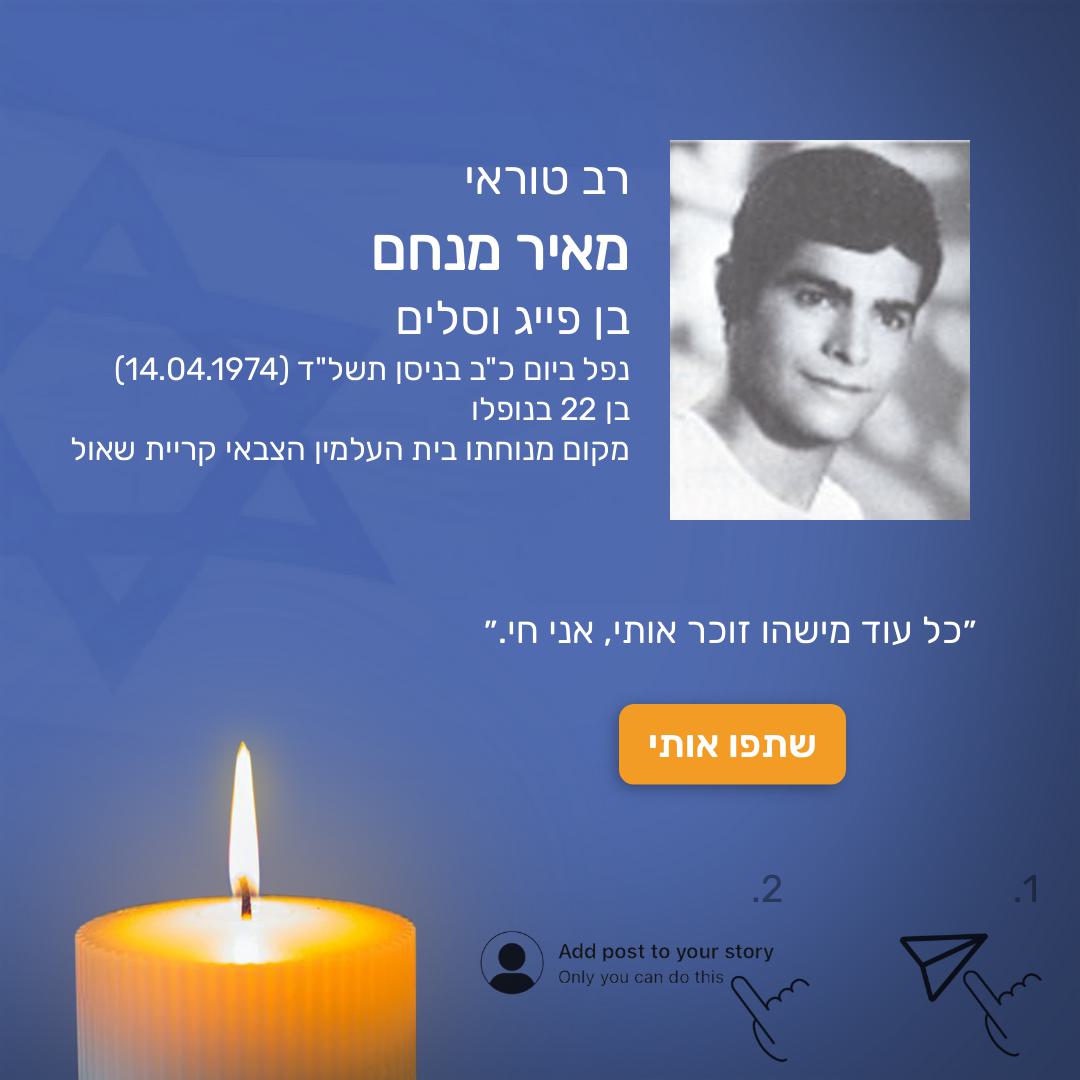 רב טוראי
מאיר מנחם
בן פייג וסלים
נפל ביום כ"ב בניסן תשל"ד (14.04.1974)
בן 22 בנופלו
מקום מנוחתו בית העלמין הצבאי קריית שאול
״כל עוד מישהו זוכר אותי, אני חי.״
שתפו אותי
1.
2.
Add post to your story
Only you can do this